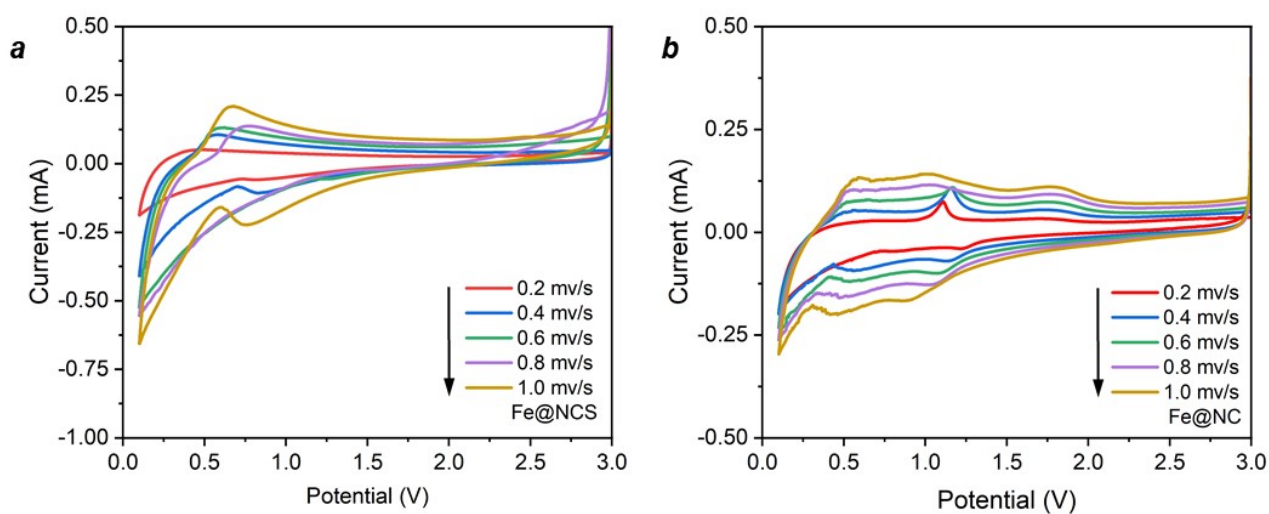 a
0.50
0.25
0.00
-0.25
-0.50
-0.75
-1.00
Current (mA)
0.0 0.5 1.0 1.5 2.0 2.5 3.0
Potential (V)
0.2 mv/s
0.4 mv/s
0.6 mv/s
0.8 mv/s
1.0 mv/s
Fe@NCS
b
0.50
0.25
0.00
-0.25
-0.50
Current (mA)
0.0 0.5 1.0 1.5 2.0 2.5 3.0
Potential (V)
0.2 mv/s
0.4 mv/s
0.6 mv/s
0.8 mv/s
1.0 mv/s
Fe@NC